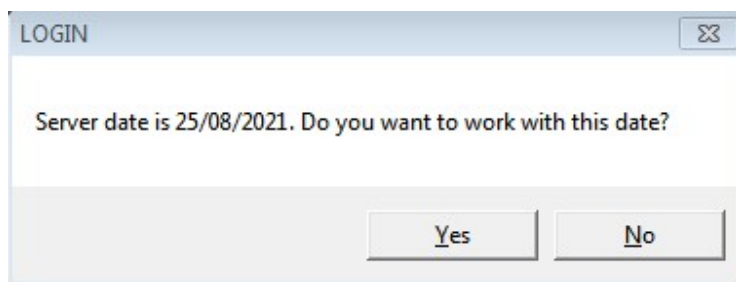 LOGIN
Server date is 25/08/2021. Do you want to work with this date?
Yes
No